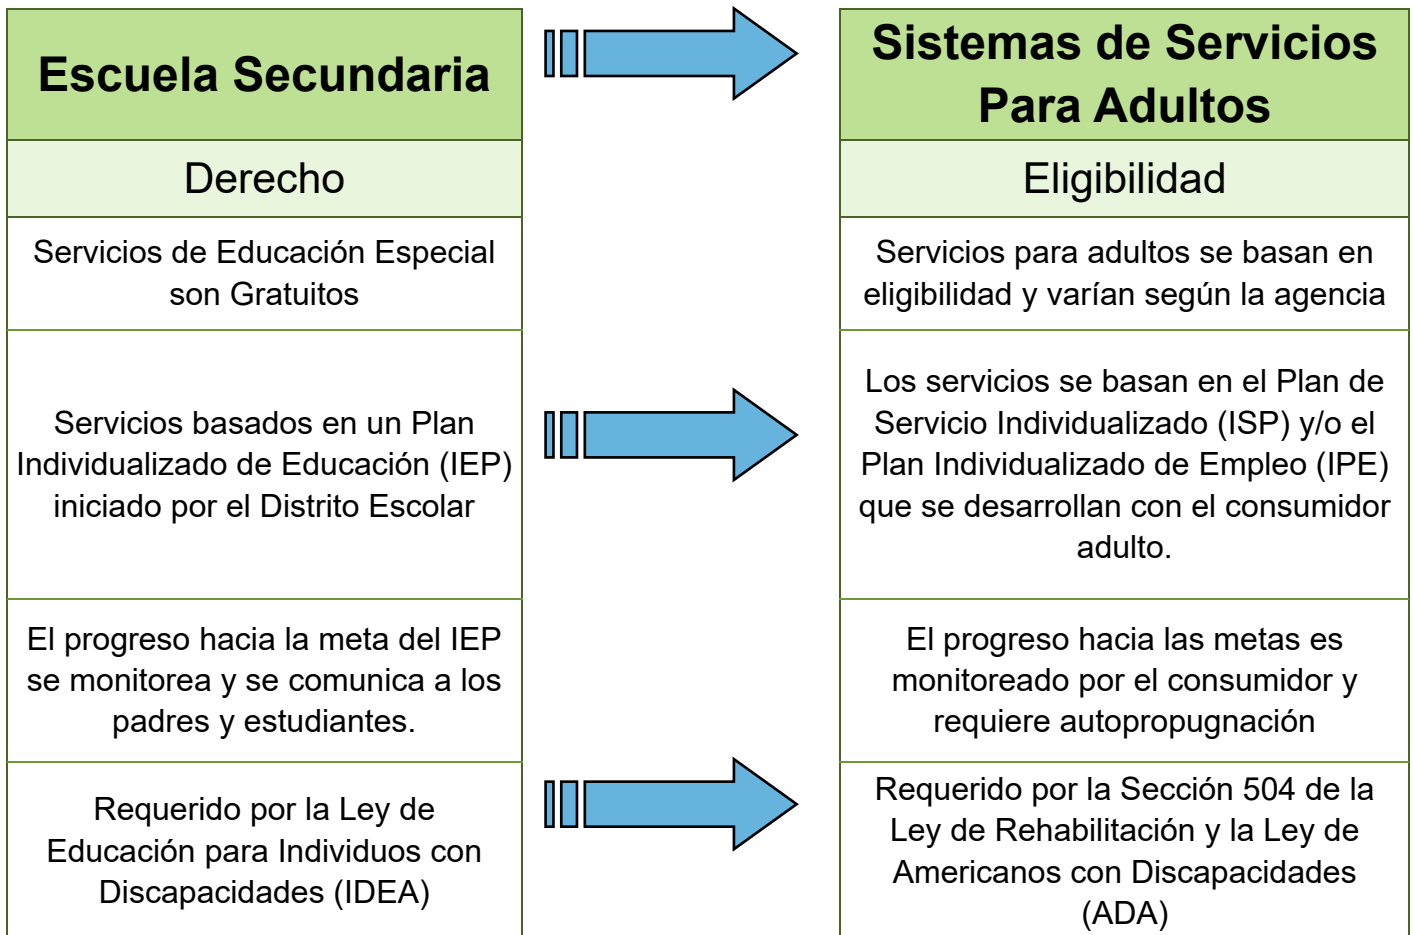 Escuela Secundaria
Sistemas de Servicios
Para Adultos
Derecho
Eligibilidad
Servicios de Educación Especial
son Gratuitos
Servicios para adultos se basan en
eligibilidad y varían según la agencia
Servicios basados en un Plan
Individualizado de Educación (IEP)
iniciado por el Distrito Escolar
Los servicios se basan en el Plan de
Servicio Individualizado (ISP) y/o el
Plan Individualizado de Empleo (IPE)
que se desarrollan con el consumidor
adulto.
El progreso hacia la meta del IEP
se monitorea y se comunica a los
padres y estudiantes.
El progreso hacia las metas es
monitoreado por el consumidor y
requiere autopropugnación
Requerido por la Ley de
Educación para Individuos con
Discapacidades (IDEA)
Requerido por la Sección 504 de la
Ley de Rehabilitación y la Ley de
Americanos con Discapacidades
(ADA)